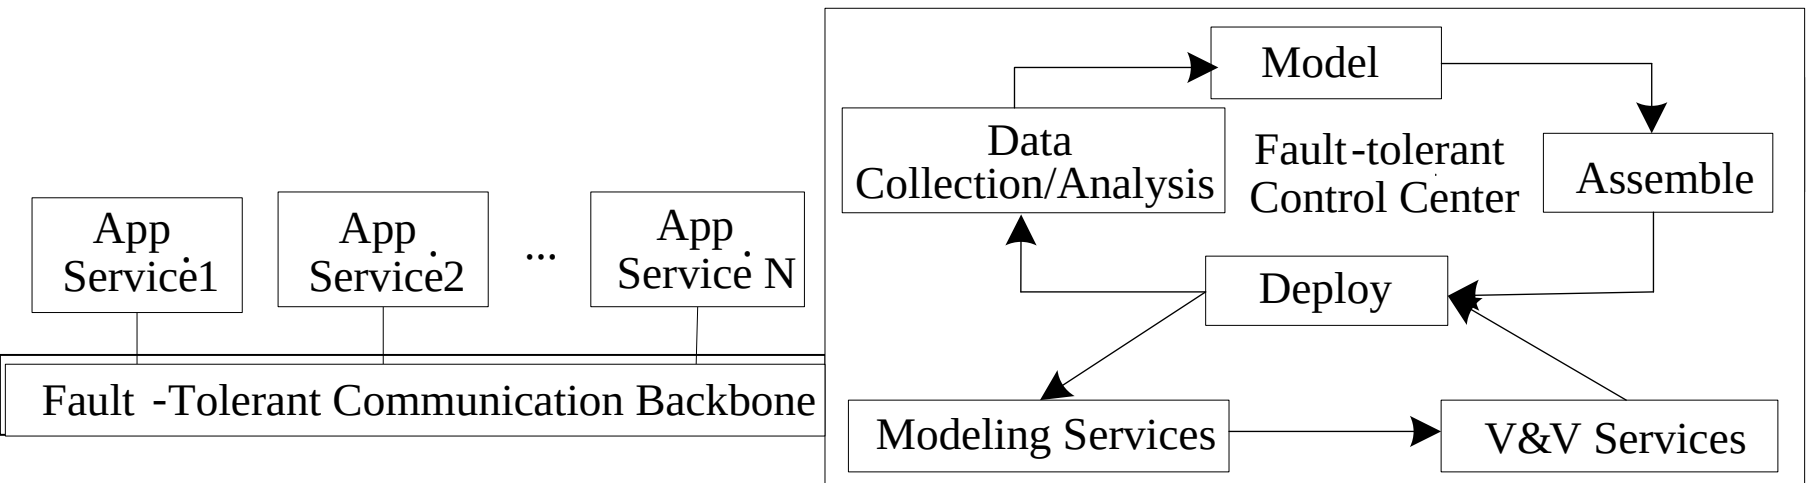 App
Service1
App
Service2
...
App
Service N
Fault -Tolerant Communication Backbone
Model
Data
Collection/Analysis
Fault-tolerant
Control Center
Assemble
Deploy
Modeling Services
V&V Services